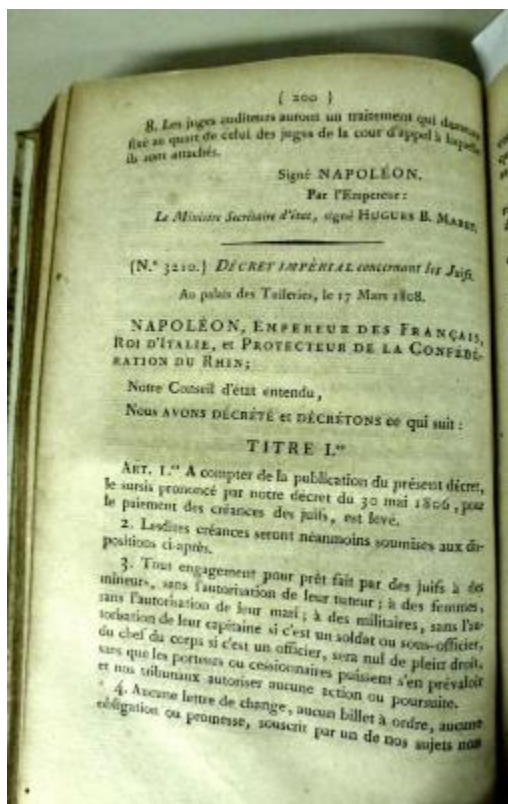 ( 200 )
8. Les juges auditeurs auront un traitement qui demeure
fixé au quart de celui des juges de la cour d'appel à laquelle
ils sont attachés.
Signé NAPOLÉON.
Par l'Empereur :
Le Ministre Secrétaire d'état, signé HUGUES B. MARET.
(N.° 3210.) DÉCRET IMPÉRIAL concernant les Juifs.
Au palais des Tuileries, le 17 Mars 1808.
NAPOLÉON, EMPEREUR DES FRANÇAIS,
ROI D'ITALIE, et PROTECTEUR DE LA CONFÉDÉ-
RATION DU RHIN;
Notre Conseil d'état entendu,
NOUS AVONS DÉCRÉTÉ et DÉCRÉTONS ce qui suit :
TITRE I.er
ART. 1.er A compter de la publication du présent décret,
le sursis prononcé par notre décret du 30 mai 1806, pour
le paiement des créances des juifs, est levé.
2. Lesdites créances seront néanmoins soumises aux dis-
positions ci-après.
3. Tout engagement pour prêt fait par des juifs à des
mineurs, sans l'autorisation de leur tuteur; à des femmes,
sans l'autorisation de leur mari; à des militaires, sans l'au-
torisation de leur capitaine si c'est un soldat ou sous-officier,
du chef du corps si c'est un officier, sera nul de plein droit,
sans que les porteurs ou cessionnaires puissent s'en prévaloir
et nos tribunaux autoriser aucune action ou poursuite.
4. Aucune lettre de change, aucun billet à ordre, aucune
obligation ou promesse, souscrit par un de nos sujets non